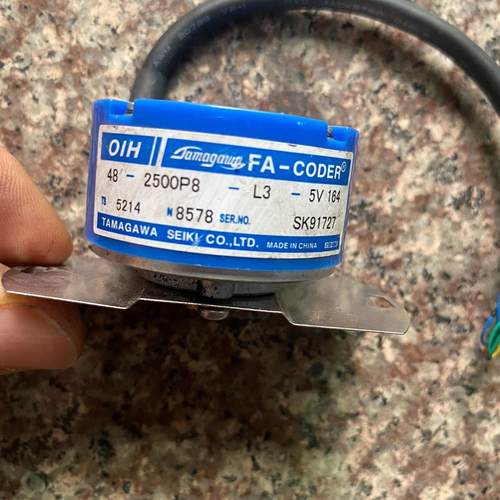 OIH Tamagawa FA-CODER®
48 - 2500P8 - L3 - 5V 164
TS 5214 N 8578 SER.NO. SK91727
TAMAGAWA SEIKI CO.,LTD. MADE IN CHINA